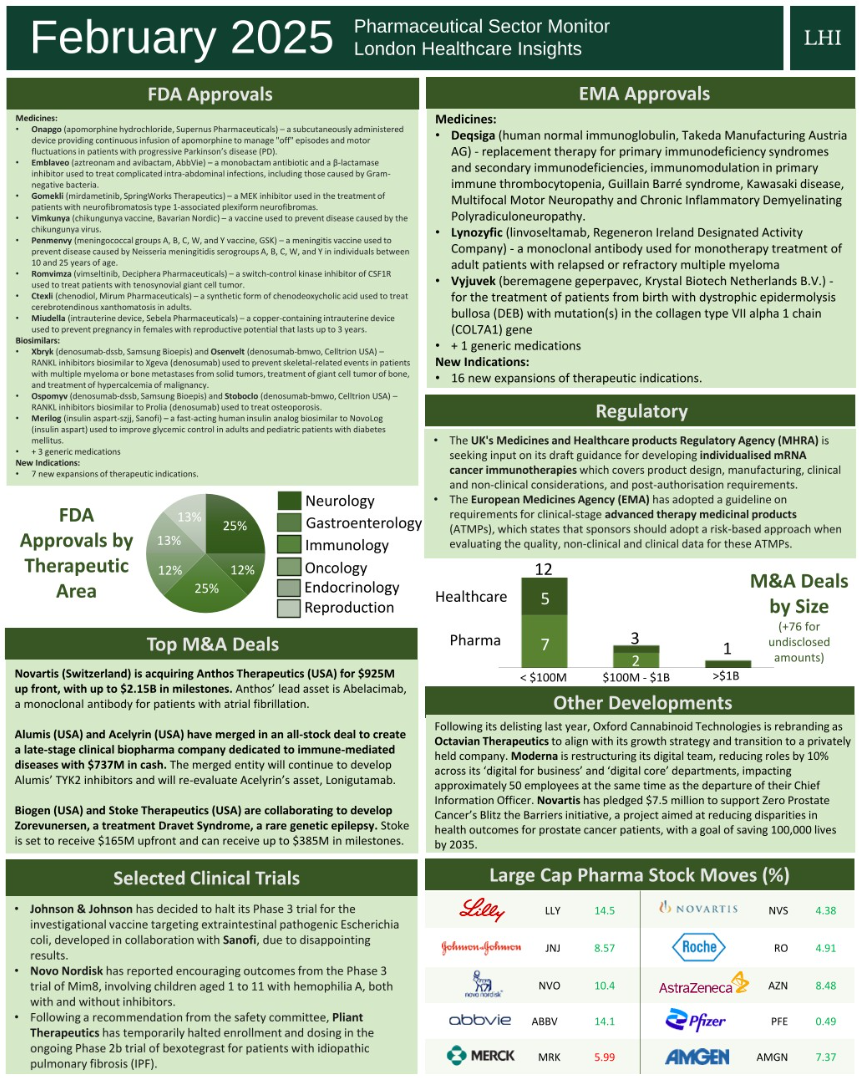 February 2025
Pharmaceutical Sector Monitor
London Healthcare Insights
LHI
FDA Approvals
Medicines:
• Onapgo (apomorphine hydrochloride, Supernus Pharmaceuticals) – a subcutaneously administered
device providing continuous infusion of apomorphine to manage "off" episodes and motor
fluctuations in patients with progressive Parkinson's disease (PD).
• Emblaveo (aztreonam and avibactam, AbbVie) – a monobactam antibiotic and a β-lactamase
inhibitor used to treat complicated intra-abdominal infections, including those caused by Gram-
negative bacteria.
• Gomekli (mirdametinib, SpringWorks Therapeutics) – a MEK inhibitor used in the treatment of
patients with neurofibromatosis type 1-associated plexiform neurofibromas.
• Vimkunya (chikungunya vaccine, Bavarian Nordic) – a vaccine used to prevent disease caused by the
chikungunya virus.
• Penmenvy (meningococcal groups A, B, C, W, and Y vaccine, GSK) – a meningitis vaccine used to
prevent disease caused by Neisseria meningitidis serogroups A, B, C, W, and Y in individuals between
10 and 25 years of age.
• Romvimza (vimseltinib, Deciphera Pharmaceuticals) – a switch-control kinase inhibitor of CSF1R
used to treat patients with tenosynovial giant cell tumor.
• Ctexli (chenodiol, Mirum Pharmaceuticals) – a synthetic form of chenodeoxycholic acid used to treat
cerebrotendinous xanthomatosis in adults.
• Miudella (intrauterine device, Sebela Pharmaceuticals) – a copper-containing intrauterine device
used to prevent pregnancy in females with reproductive potential that lasts up to 3 years.
Biosimilars:
• Xbryk (denosumab-dssb, Samsung Bioepis) and Osenvelt (denosumab-bmwo, Celltrion USA) –
RANKL inhibitors biosimilar to Xgeva (denosumab) used to prevent skeletal-related events in patients
with multiple myeloma or bone metastases from solid tumors, treatment of giant cell tumor of bone,
and treatment of hypercalcemia of malignancy.
• Ospomyv (denosumab-dssb, Samsung Bioepis) and Stoboclo (denosumab-bmwo, Celltrion USA) –
RANKL inhibitors biosimilar to Prolia (denosumab) used to treat osteoporosis.
• Merilog (insulin aspart-szjj, Sanofi) – a fast-acting human insulin analog biosimilar to NovoLog
(insulin aspart) used to improve glycemic control in adults and pediatric patients with diabetes
mellitus.
• + 3 generic medications
New Indications:
• 7 new expansions of therapeutic indications.
FDA
Approvals by
Therapeutic
Area
25%
12%
25%
12%
13%
13%
Neurology
Gastroenterology
Immunology
Oncology
Endocrinology
Reproduction
Top M&A Deals
Novartis (Switzerland) is acquiring Anthos Therapeutics (USA) for $925M
up front, with up to $2.15B in milestones. Anthos' lead asset is Abelacimab,
a monoclonal antibody for patients with atrial fibrillation.
Alumis (USA) and Acelyrin (USA) have merged in an all-stock deal to create
a late-stage clinical biopharma company dedicated to immune-mediated
diseases with $737M in cash. The merged entity will continue to develop
Alumis' TYK2 inhibitors and will re-evaluate Acelyrin's asset, Lonigutamab.
Biogen (USA) and Stoke Therapeutics (USA) are collaborating to develop
Zorevunersen, a treatment Dravet Syndrome, a rare genetic epilepsy. Stoke
is set to receive $165M upfront and can receive up to $385M in milestones.
Selected Clinical Trials
• Johnson & Johnson has decided to halt its Phase 3 trial for the
investigational vaccine targeting extraintestinal pathogenic Escherichia
coli, developed in collaboration with Sanofi, due to disappointing
results.
• Novo Nordisk has reported encouraging outcomes from the Phase 3
trial of Mim8, involving children aged 1 to 11 with hemophilia A, both
with and without inhibitors.
• Following a recommendation from the safety committee, Pliant
Therapeutics has temporarily halted enrollment and dosing in the
ongoing Phase 2b trial of bexotegrast for patients with idiopathic
pulmonary fibrosis (IPF).
EMA Approvals
Medicines:
• Deqsiga (human normal immunoglobulin, Takeda Manufacturing Austria
AG) - replacement therapy for primary immunodeficiency syndromes
and secondary immunodeficiencies, immunomodulation in primary
immune thrombocytopenia, Guillain Barré syndrome, Kawasaki disease,
Multifocal Motor Neuropathy and Chronic Inflammatory Demyelinating
Polyradiculoneuropathy.
• Lynozyfic (linvoseltamab, Regeneron Ireland Designated Activity
Company) - a monoclonal antibody used for monotherapy treatment of
adult patients with relapsed or refractory multiple myeloma
• Vyjuvek (beremagene geperpavec, Krystal Biotech Netherlands B.V.) -
for the treatment of patients from birth with dystrophic epidermolysis
bullosa (DEB) with mutation(s) in the collagen type VII alpha 1 chain
(COL7A1) gene
• + 1 generic medications
New Indications:
• 16 new expansions of therapeutic indications.
Regulatory
• The UK's Medicines and Healthcare products Regulatory Agency (MHRA) is
seeking input on its draft guidance for developing individualised mRNA
cancer immunotherapies which covers product design, manufacturing, clinical
and non-clinical considerations, and post-authorisation requirements.
• The European Medicines Agency (EMA) has adopted a guideline on
requirements for clinical-stage advanced therapy medicinal products
(ATMPs), which states that sponsors should adopt a risk-based approach when
evaluating the quality, non-clinical and clinical data for these ATMPs.
M&A Deals
by Size
(+76 for
undisclosed
amounts)
Healthcare
Pharma
12
5
7
3
2
1
< $100M
$100M - $1B
>$1B
Other Developments
Following its delisting last year, Oxford Cannabinoid Technologies is rebranding as
Octavian Therapeutics to align with its growth strategy and transition to a privately
held company. Moderna is restructuring its digital team, reducing roles by 10%
across its 'digital for business' and 'digital core' departments, impacting
approximately 50 employees at the same time as the departure of their Chief
Information Officer. Novartis has pledged $7.5 million to support Zero Prostate
Cancer's Blitz the Barriers initiative, a project aimed at reducing disparities in
health outcomes for prostate cancer patients, with a goal of saving 100,000 lives
by 2035.
Large Cap Pharma Stock Moves (%)
Lilly LLY 14.5
NOVARTIS NVS 4.38
Johnson & Johnson JNJ 8.57
Roche RO 4.91
novo nordisk NVO 10.4
AstraZeneca AZN 8.48
abbvie ABBV 14.1
Pfizer PFE 0.49
MERCK MRK 5.99
AMGEN AMGN 7.37